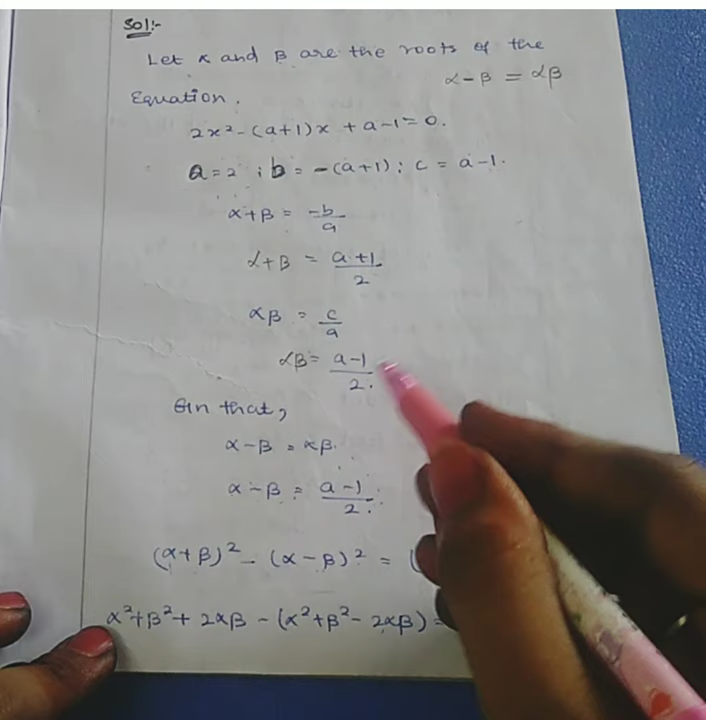 Sol:-
Let α and β are the roots of the
α-β = αβ
Equation.
2x²-(a+1)x + a-1=0.
a=2 ; b = -(a+1) ; c = a-1.
α+β = -b/a
α+β = a+1/2
αβ = c/a
αβ = a-1/2.
Gn that,
α-β = αβ.
α-β = a-1/2.
(α+β)² - (α-β)² = (
α²+β²+ 2αβ - (α²+β²- 2αβ) =